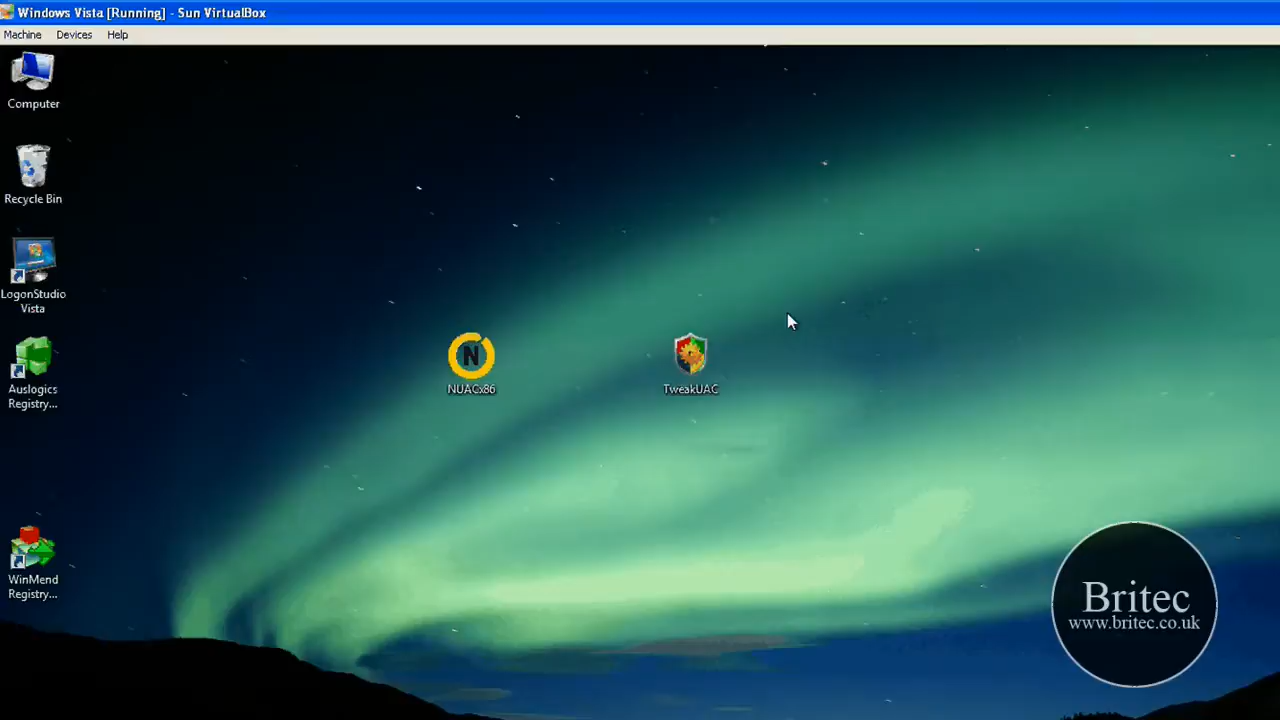 Windows Vista [Running] - Sun VirtualBox
Machine Devices Help
Computer
Recycle Bin
LogonStudio
Vista
Auslogics
Registry...
WinMend
Registry...
N
NUACx86
TweakUAC
Britec
www.britec.co.uk